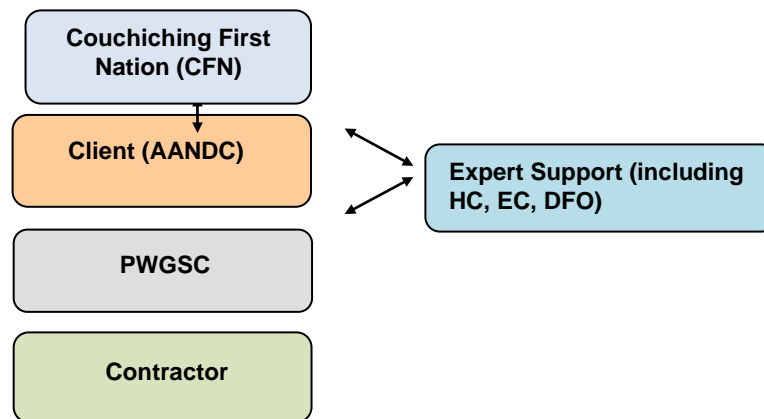 Couchiching First
Nation (CFN)
Client (AANDC)
Expert Support (including
HC, EC, DFO)
PWGSC
Contractor